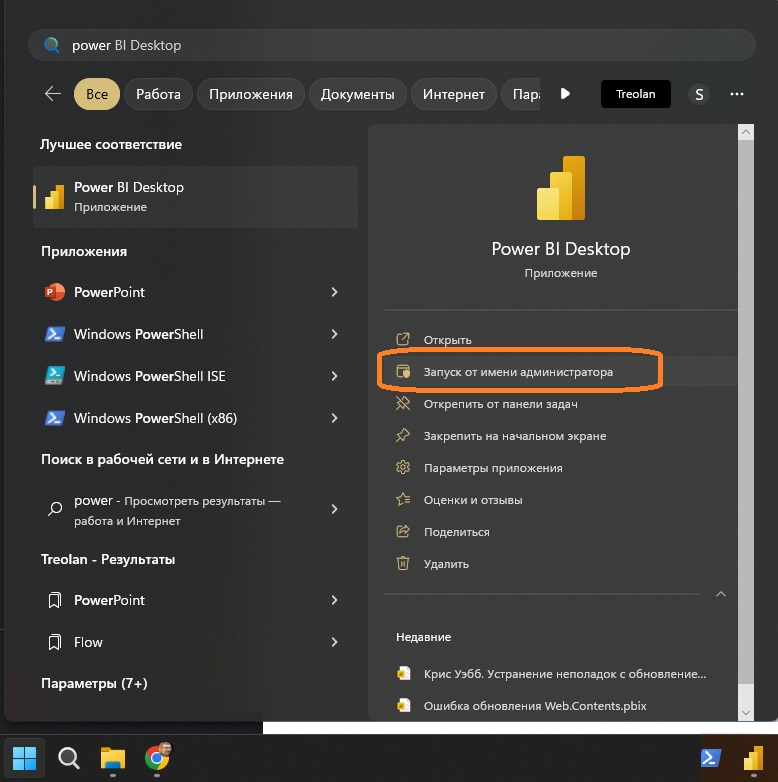 power BI Desktop
Все
Работа
Приложения
Документы
Интернет
Пар
Treolan
S
Лучшее соответствие
Power BI Desktop
Приложение
Приложения
PowerPoint
Windows PowerShell
Windows PowerShell ISE
Windows PowerShell (x86)
Поиск в рабочей сети и в Интернете
power - Просмотреть результаты —
работа и Интернет
Treolan - Результаты
PowerPoint
Flow
Параметры (7+)
Power BI Desktop
Приложение
Открыть
Запуск от имени администратора
Открепить от панели задач
Закрепить на начальном экране
Параметры приложения
Оценки и отзывы
Поделиться
Удалить
Недавние
Крис Уэбб. Устранение неполадок с обновление...
Ошибка обновления Web.Contents.pbix